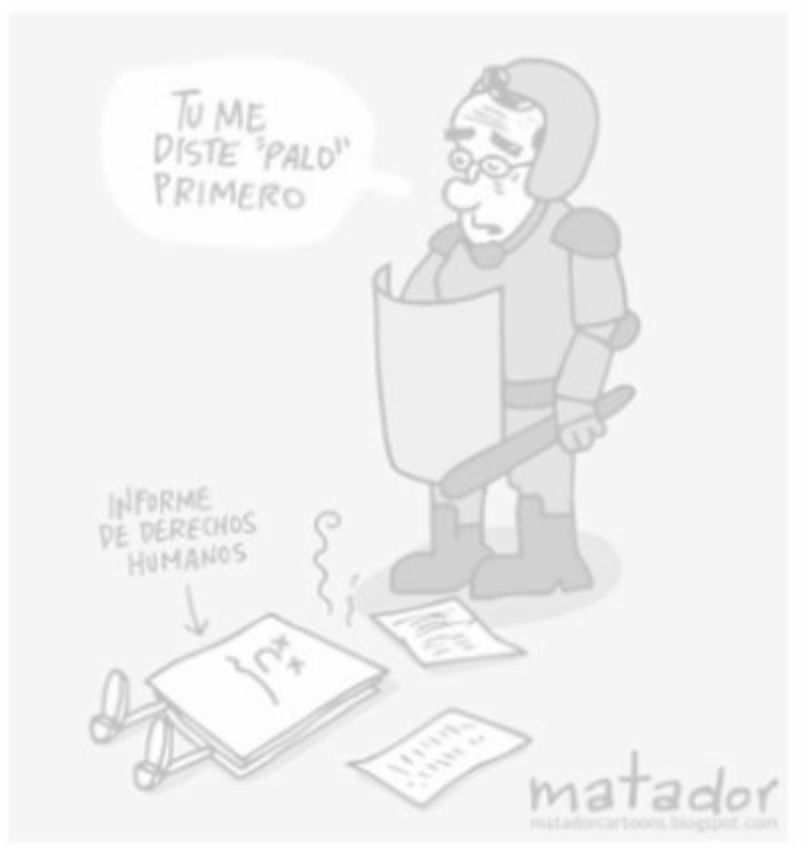 TU ME
DISTE "PALO"
PRIMERO
INFORME
DE DERECHOS
HUMANOS
matador
matadorcartoons.blogspot.com